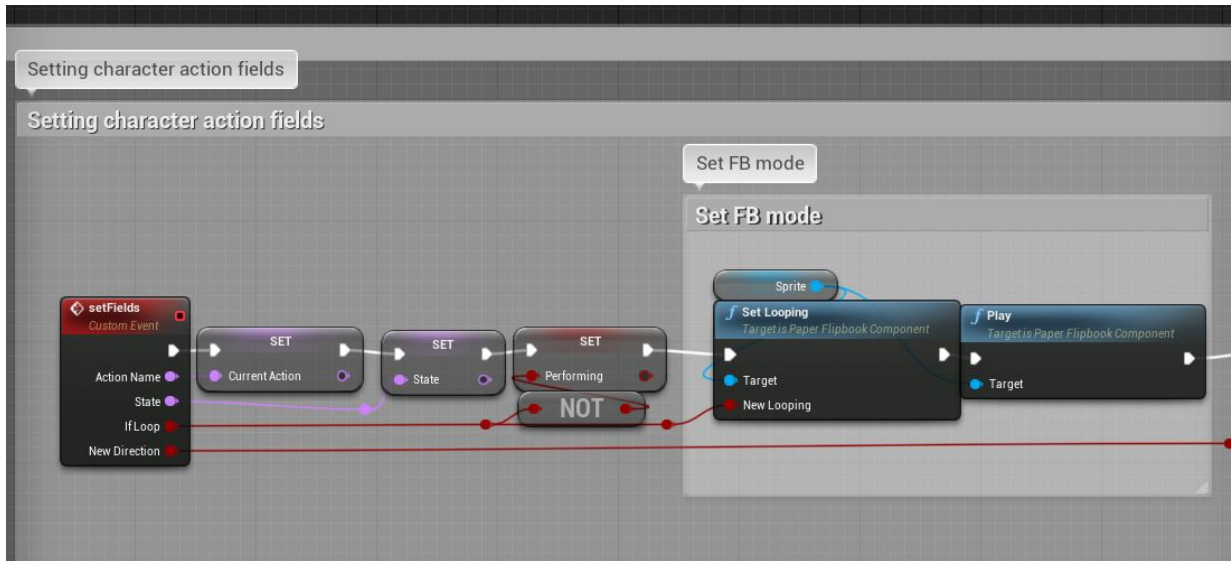 Setting character action fields
Setting character action fields
Set FB mode
Set FB mode
setFields
Custom Event
Action Name
State
If Loop
New Direction
SET
Current Action
SET
State
SET
Performing
NOT
Sprite
f Set Looping
Target is Paper Flipbook Component
Target
New Looping
f Play
Target is Paper Flipbook Component
Target